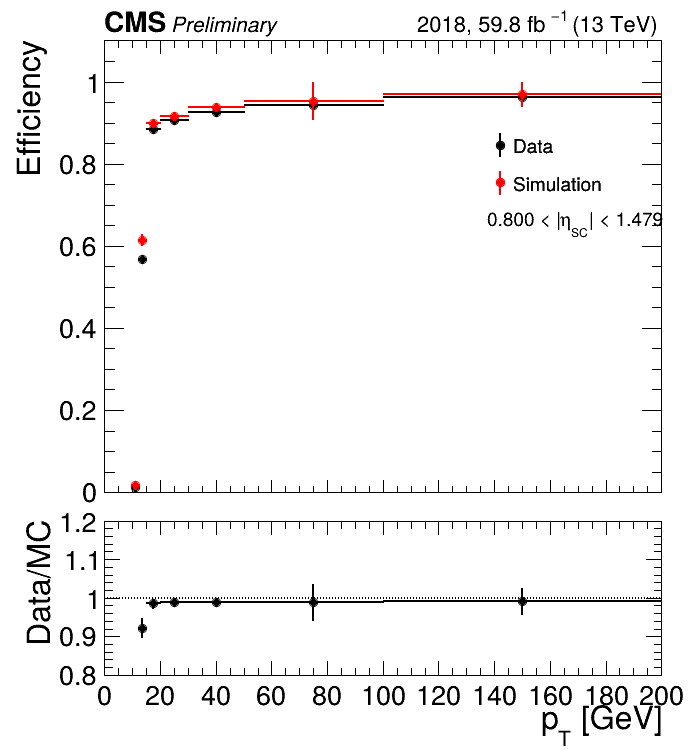 CMS Preliminary 2018, 59.8 fb⁻¹ (13 TeV)
Efficiency
1
0.8
0.6
0.4
0.2
0
Data
Simulation
0.800 < |η_SC| < 1.479
Data/MC
1.2
1.1
1
0.9
0.8
0 20 40 60 80 100 120 140 160 180 200
p_T [GeV]